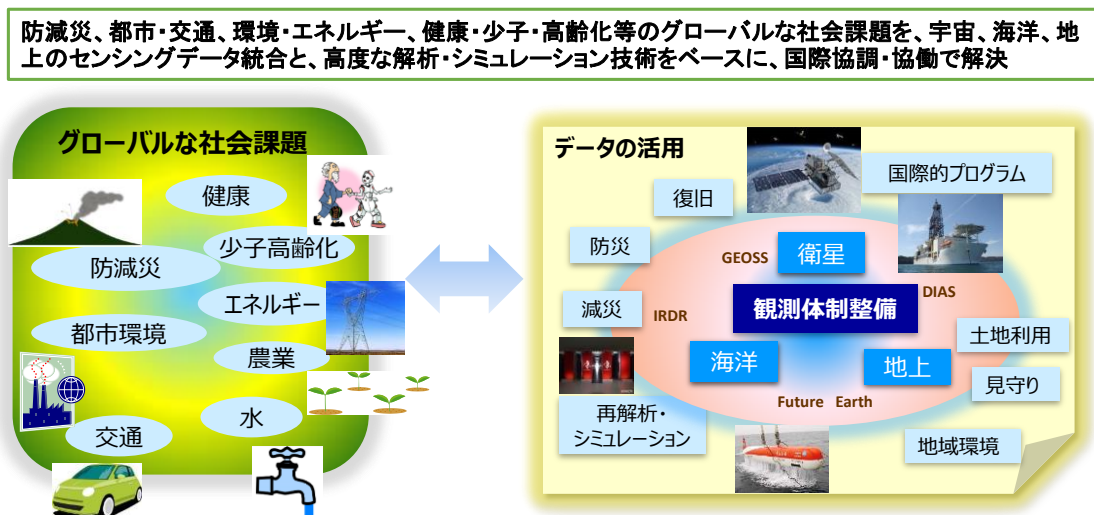 防減災、都市・交通、環境・エネルギー、健康・少子・高齢化等のグローバルな社会課題を、宇宙、海洋、地
上のセンシングデータ統合と、高度な解析・シミュレーション技術をベースに、国際協調・協働で解決
グローバルな社会課題
健康
少子高齢化
防減災
エネルギー
都市環境
農業
水
交通
データの活用
国際的プログラム
復旧
防災
衛星
GEOSS
減災
IRDR
観測体制整備
DIAS
土地利用
海洋
地上
見守り
Future Earth
再解析・
シミュレーション
地域環境